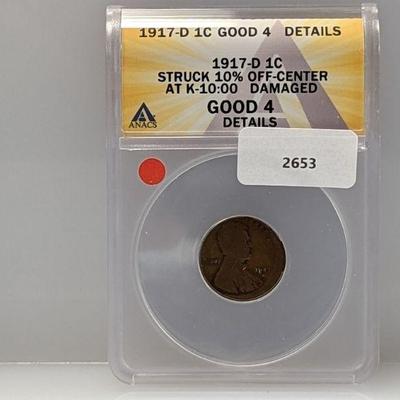 1917-D 1C GOOD 4 DETAILS
1917-D 1C
STRUCK 10% OFF-CENTER
AT K-10:00 DAMAGED
GOOD 4
DETAILS
ANACS
2653